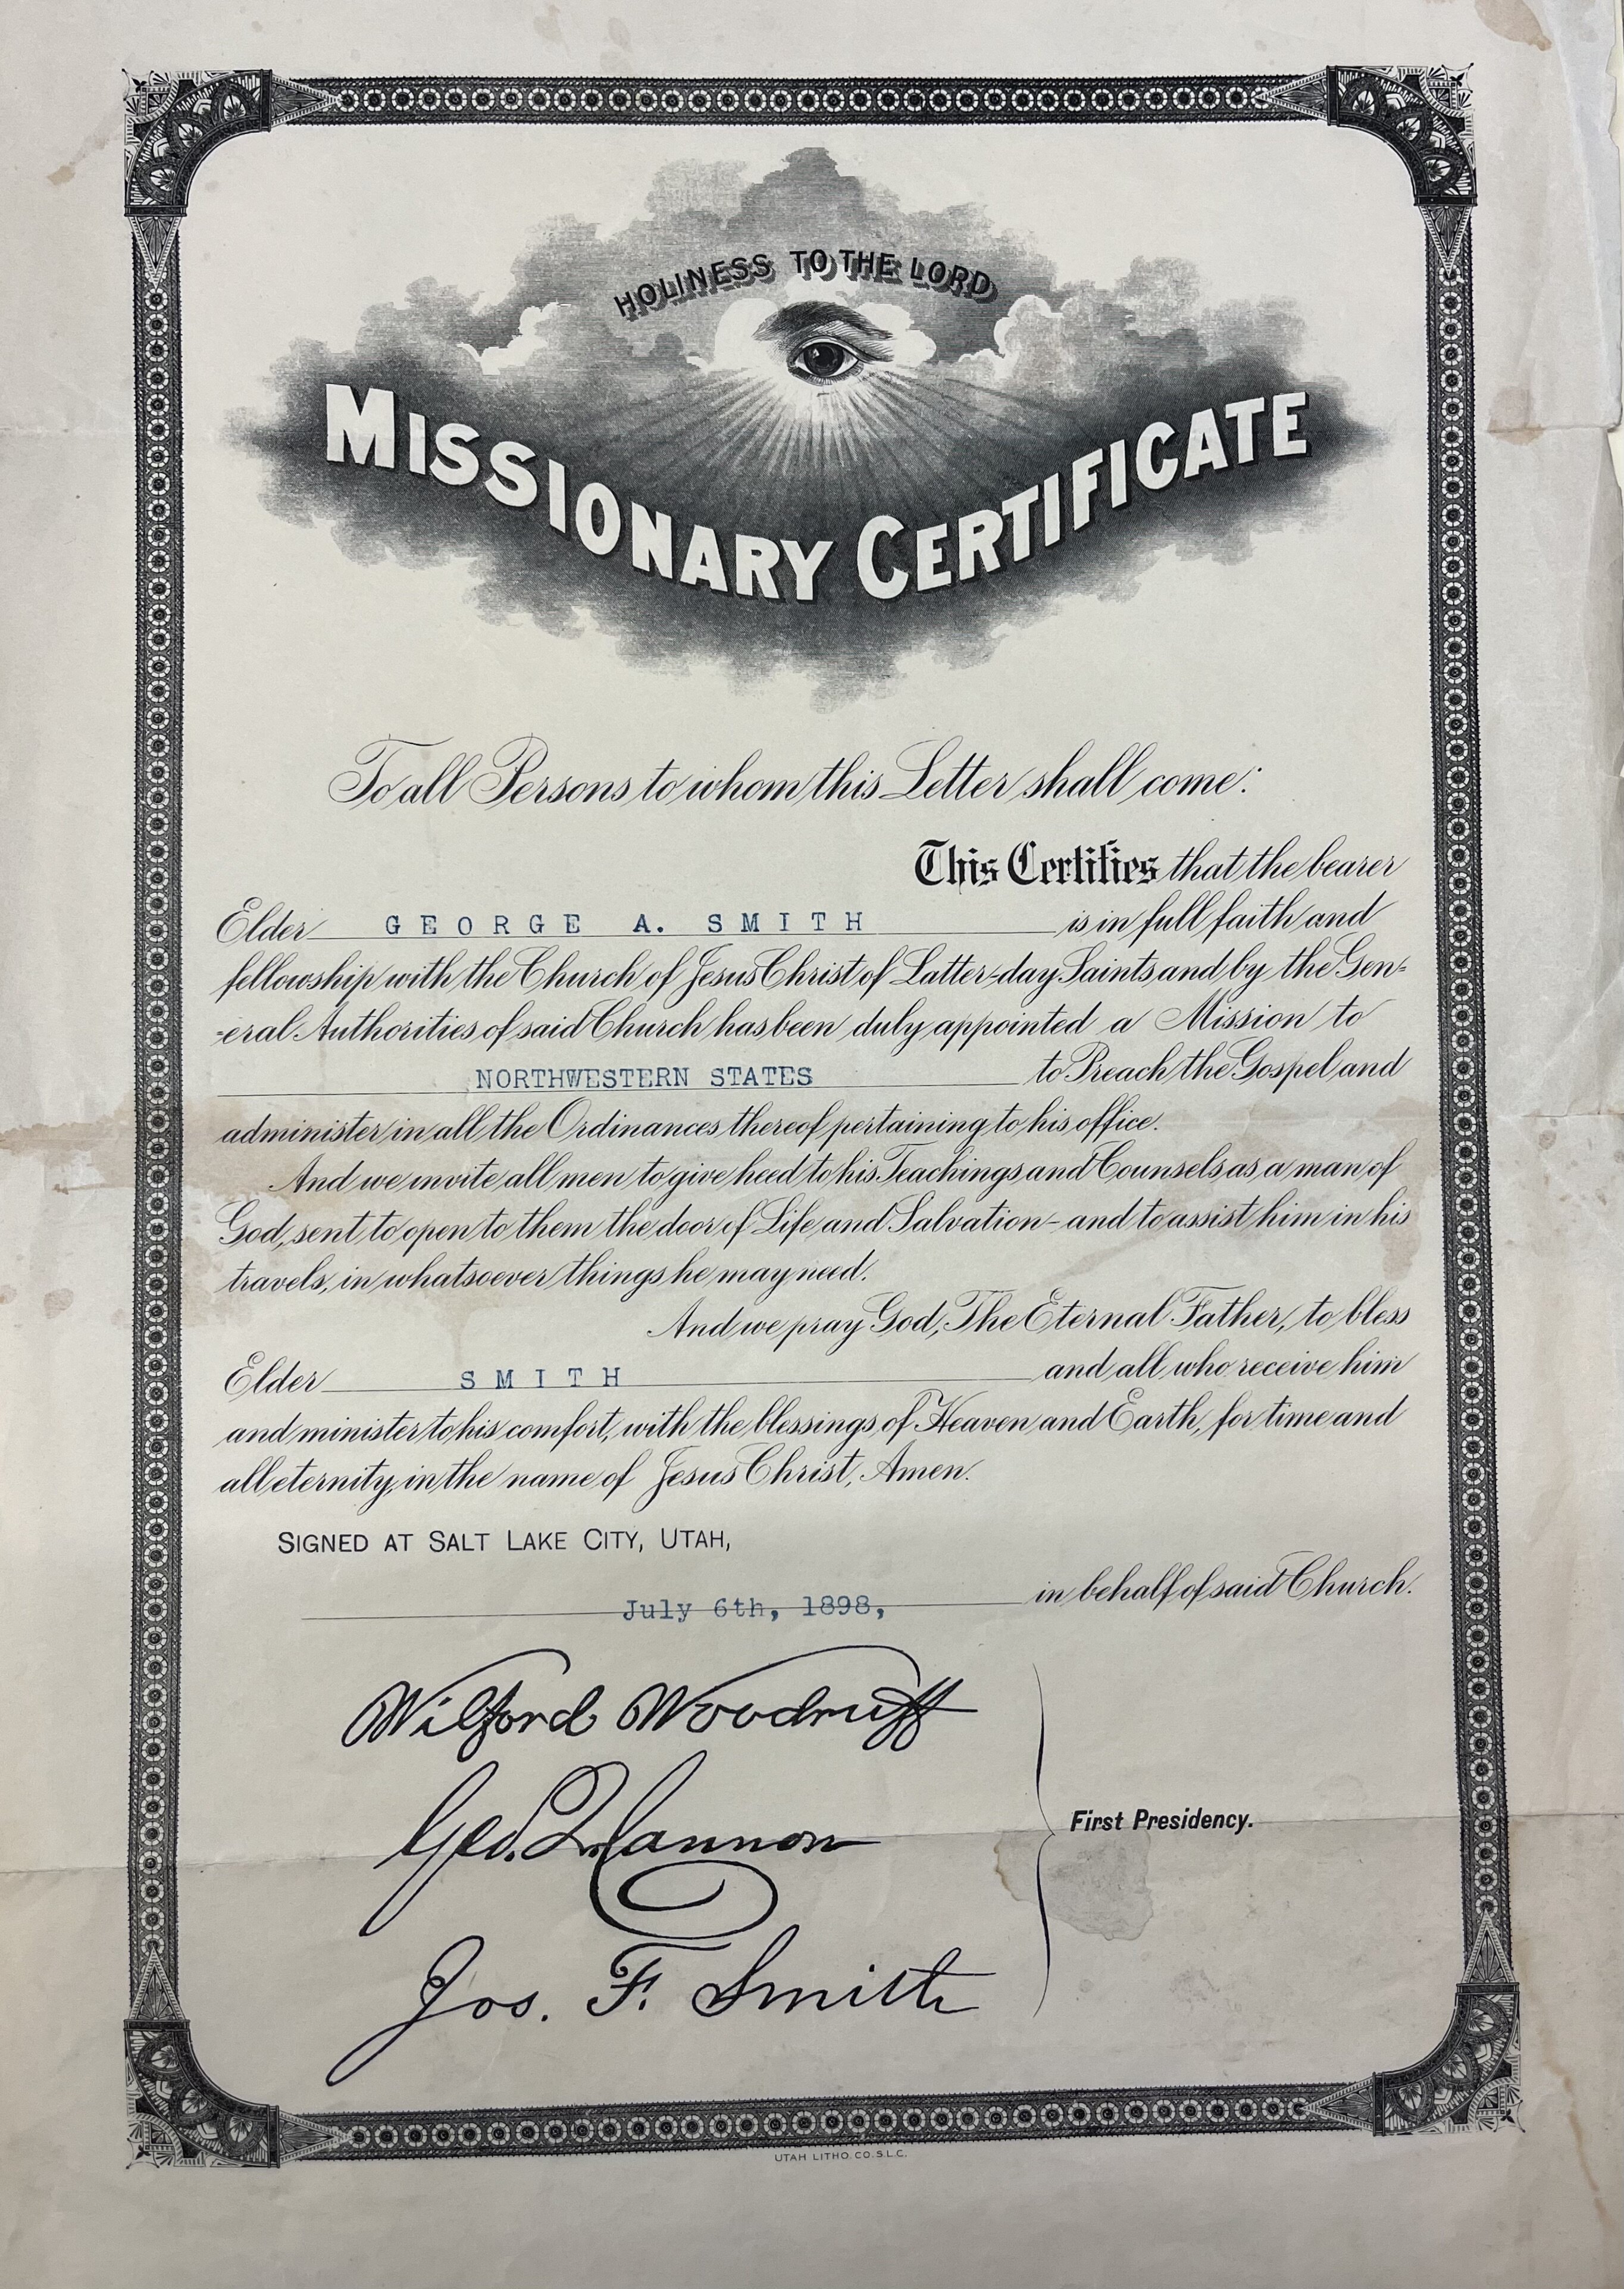 HOLINESS TO THE LORD
MISSIONARY CERTIFICATE
To all Persons to whom this Letter shall come:
This Certifies that the bearer
Elder GEORGE A. SMITH is in full faith and
fellowship with the Church of Jesus Christ of Latter-day Saints and by the Gen-
-eral Authorities of said Church has been duly appointed a Mission to
NORTHWESTERN STATES to Preach the Gospel and
administer in all the Ordinances thereof pertaining to his office.
And we invite all men to give heed to his Teachings and Counsels as a man of
God, sent to open to them the door of Life and Salvation – and to assist him in his
travels, in whatsoever things he may need.
And we pray God, The Eternal Father, to bless
Elder SMITH and all who receive him
and minister to his comfort, with the blessings of Heaven and Earth, for time and
all eternity, in the name of Jesus Christ, Amen.
SIGNED AT SALT LAKE CITY, UTAH,
July 6th, 1898, in behalf of said Church.
Wilford Woodruff
Geo. Q. Cannon
First Presidency.
Jos. F. Smith
UTAH LITHO. CO. S.L.C.